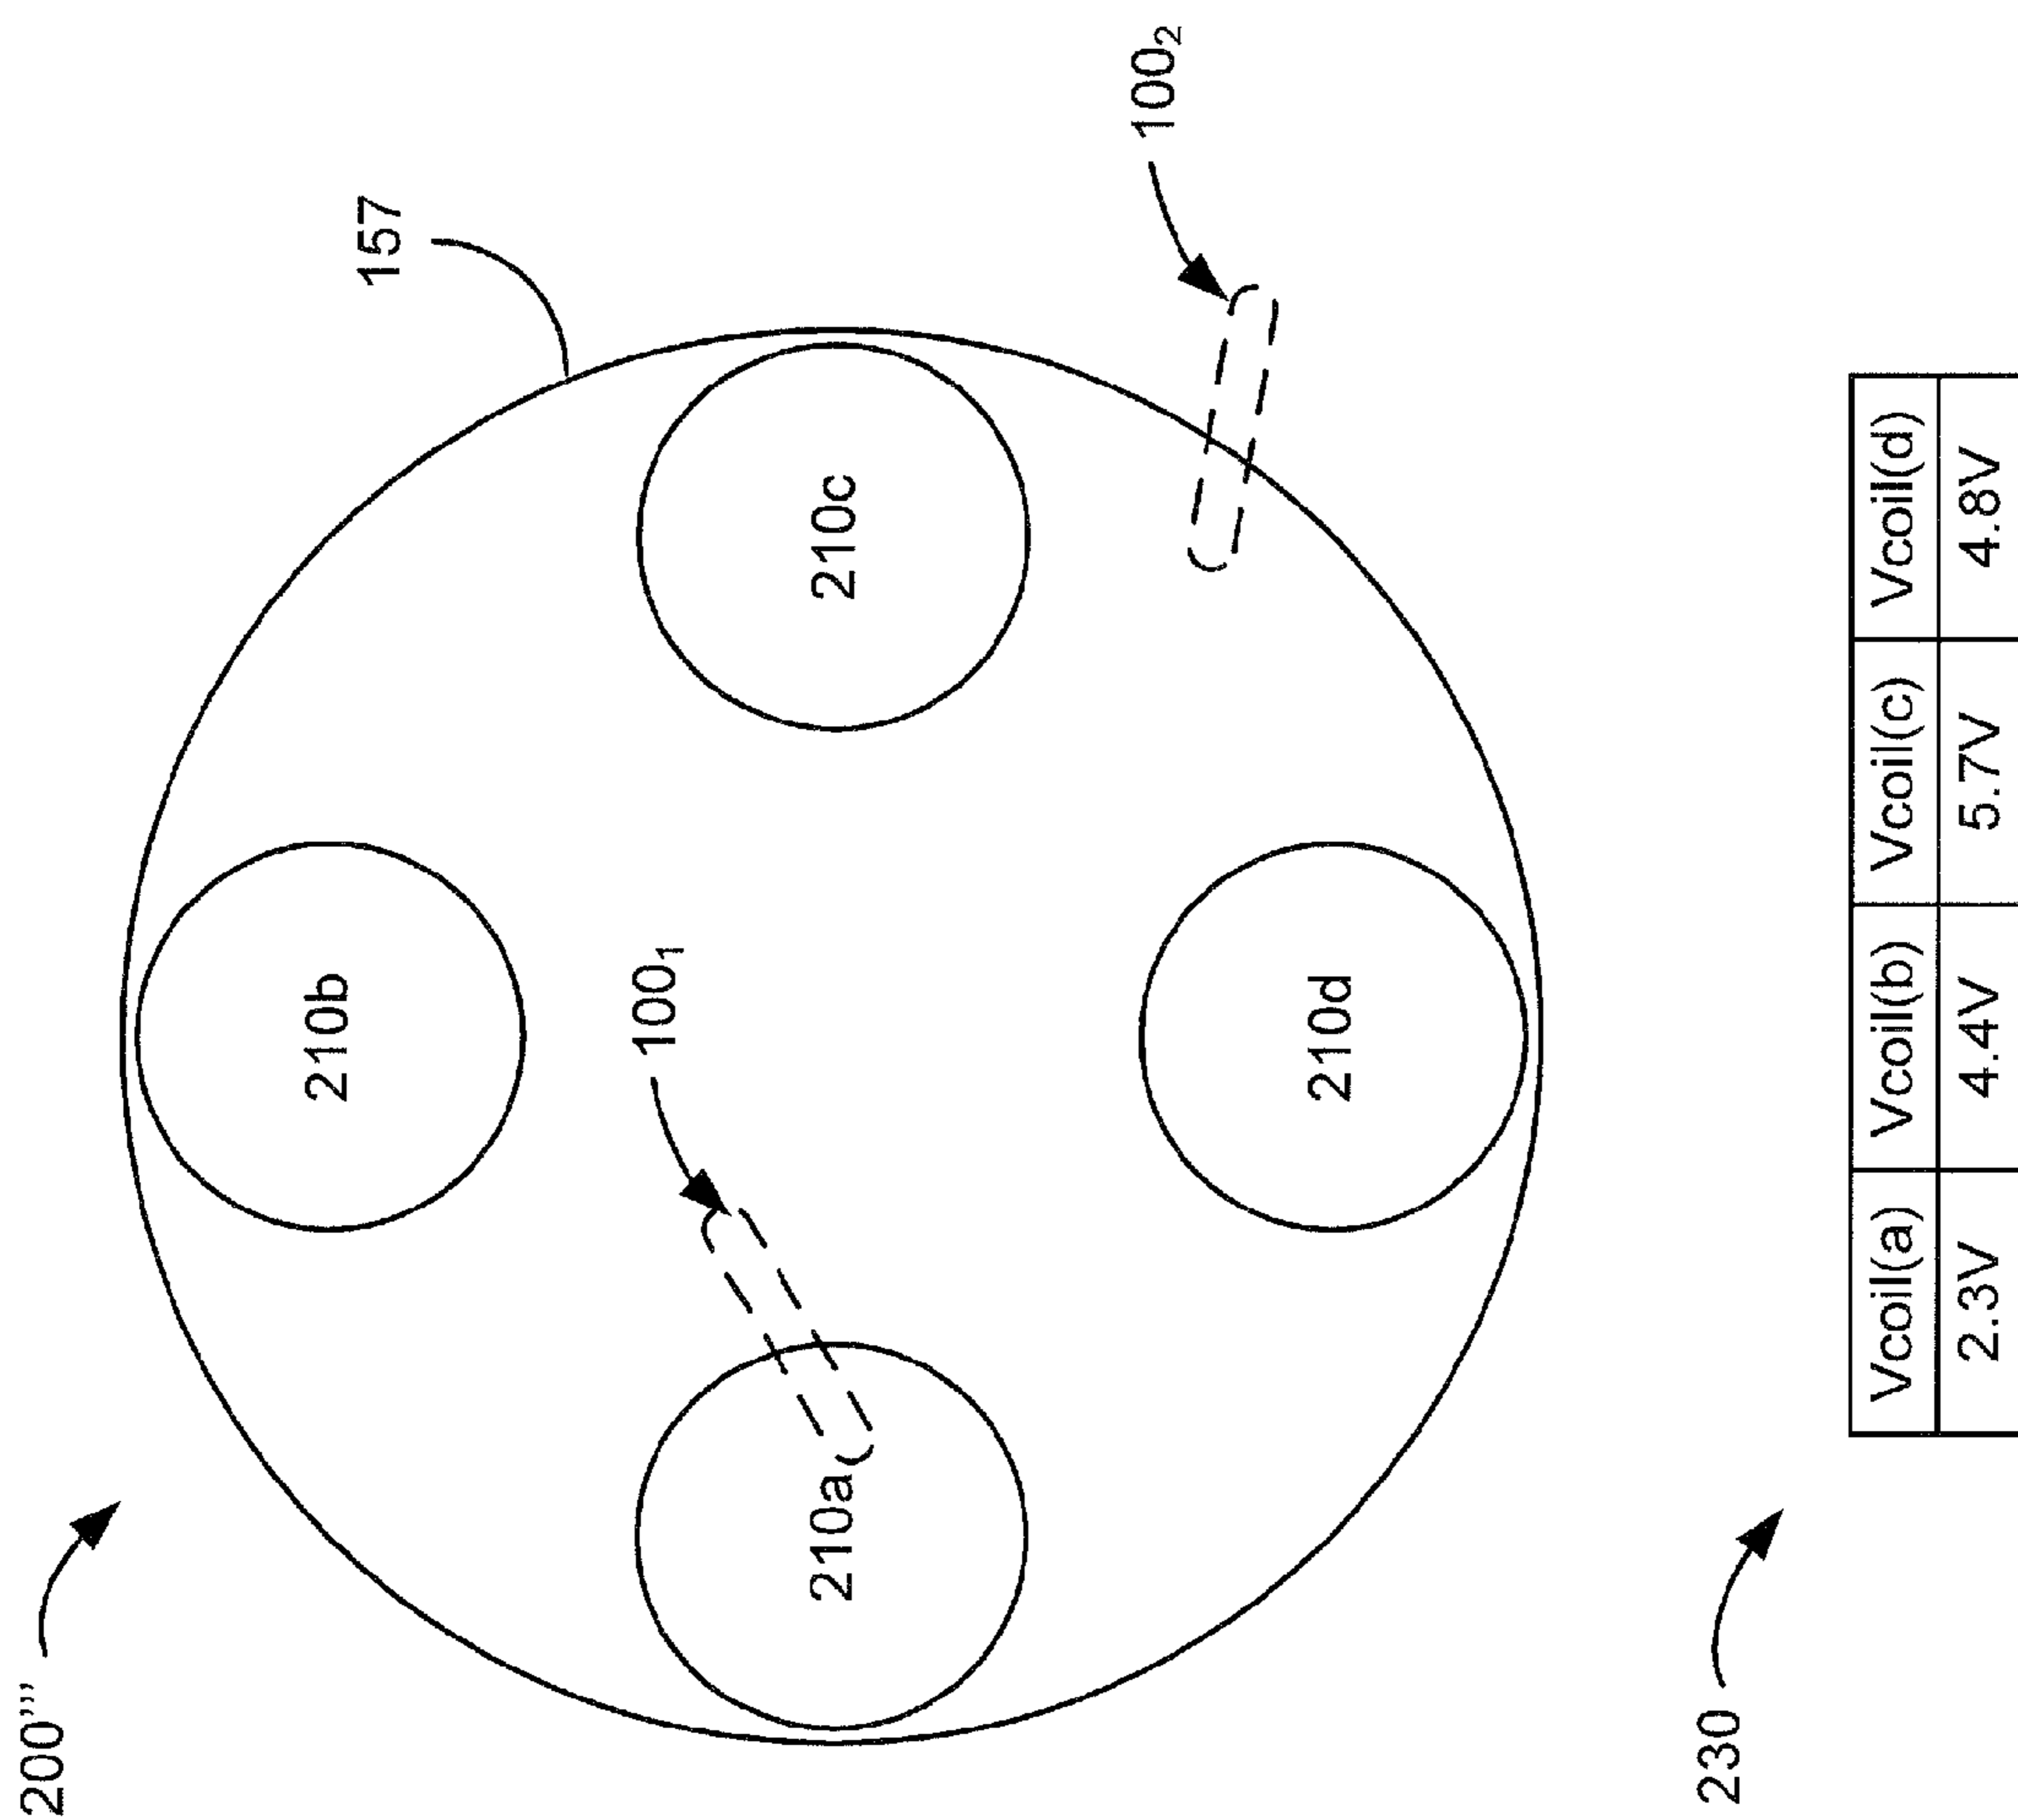 200'''
157
210b
100₁
210a
210c
210d
100₂
230
Vcoil(a) Vcoil(b) Vcoil(c) Vcoil(d)
2.3V 4.4V 5.7V 4.8V